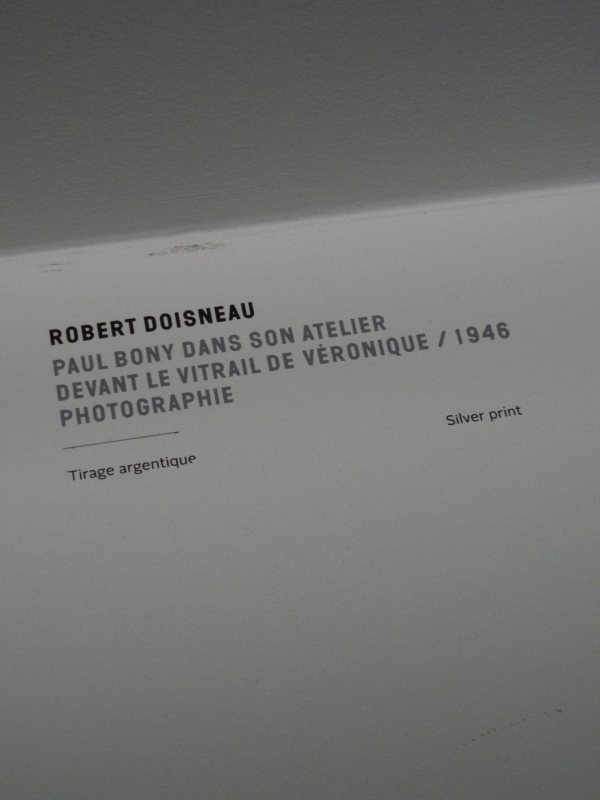 ROBERT DOISNEAU
PAUL BONY DANS SON ATELIER
DEVANT LE VITRAIL DE VÉRONIQUE / 1946
PHOTOGRAPHIE
Tirage argentique
Silver print